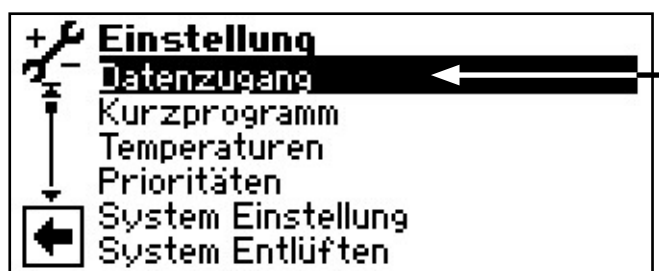 Einstellung
Datenzugang
Kurzprogramm
Temperaturen
Prioritäten
System Einstellung
System Entlüften